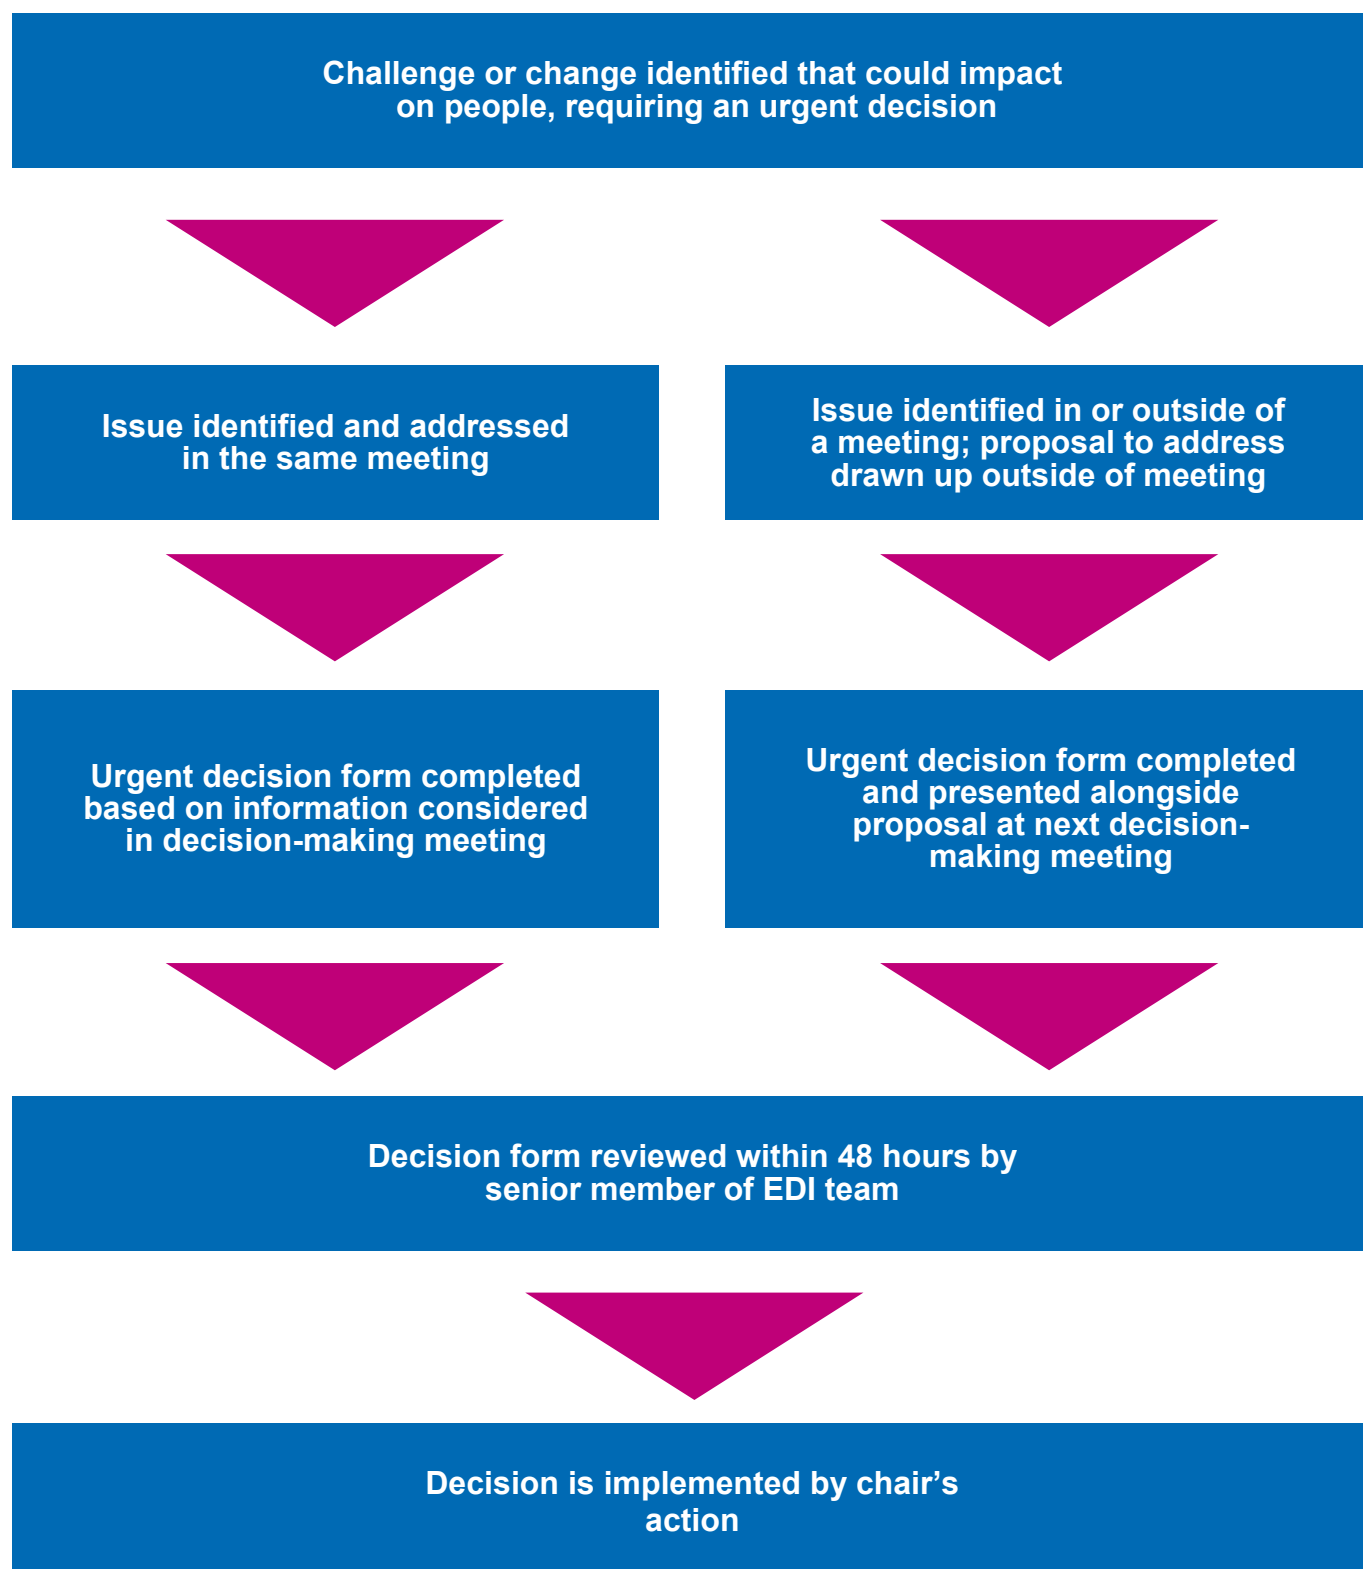 Challenge or change identified that could impact
on people, requiring an urgent decision
Issue identified and addressed
in the same meeting
Issue identified in or outside of
a meeting; proposal to address
drawn up outside of meeting
Urgent decision form completed
based on information considered
in decision-making meeting
Urgent decision form completed
and presented alongside
proposal at next decision-
making meeting
Decision form reviewed within 48 hours by
senior member of EDI team
Decision is implemented by chair’s
action